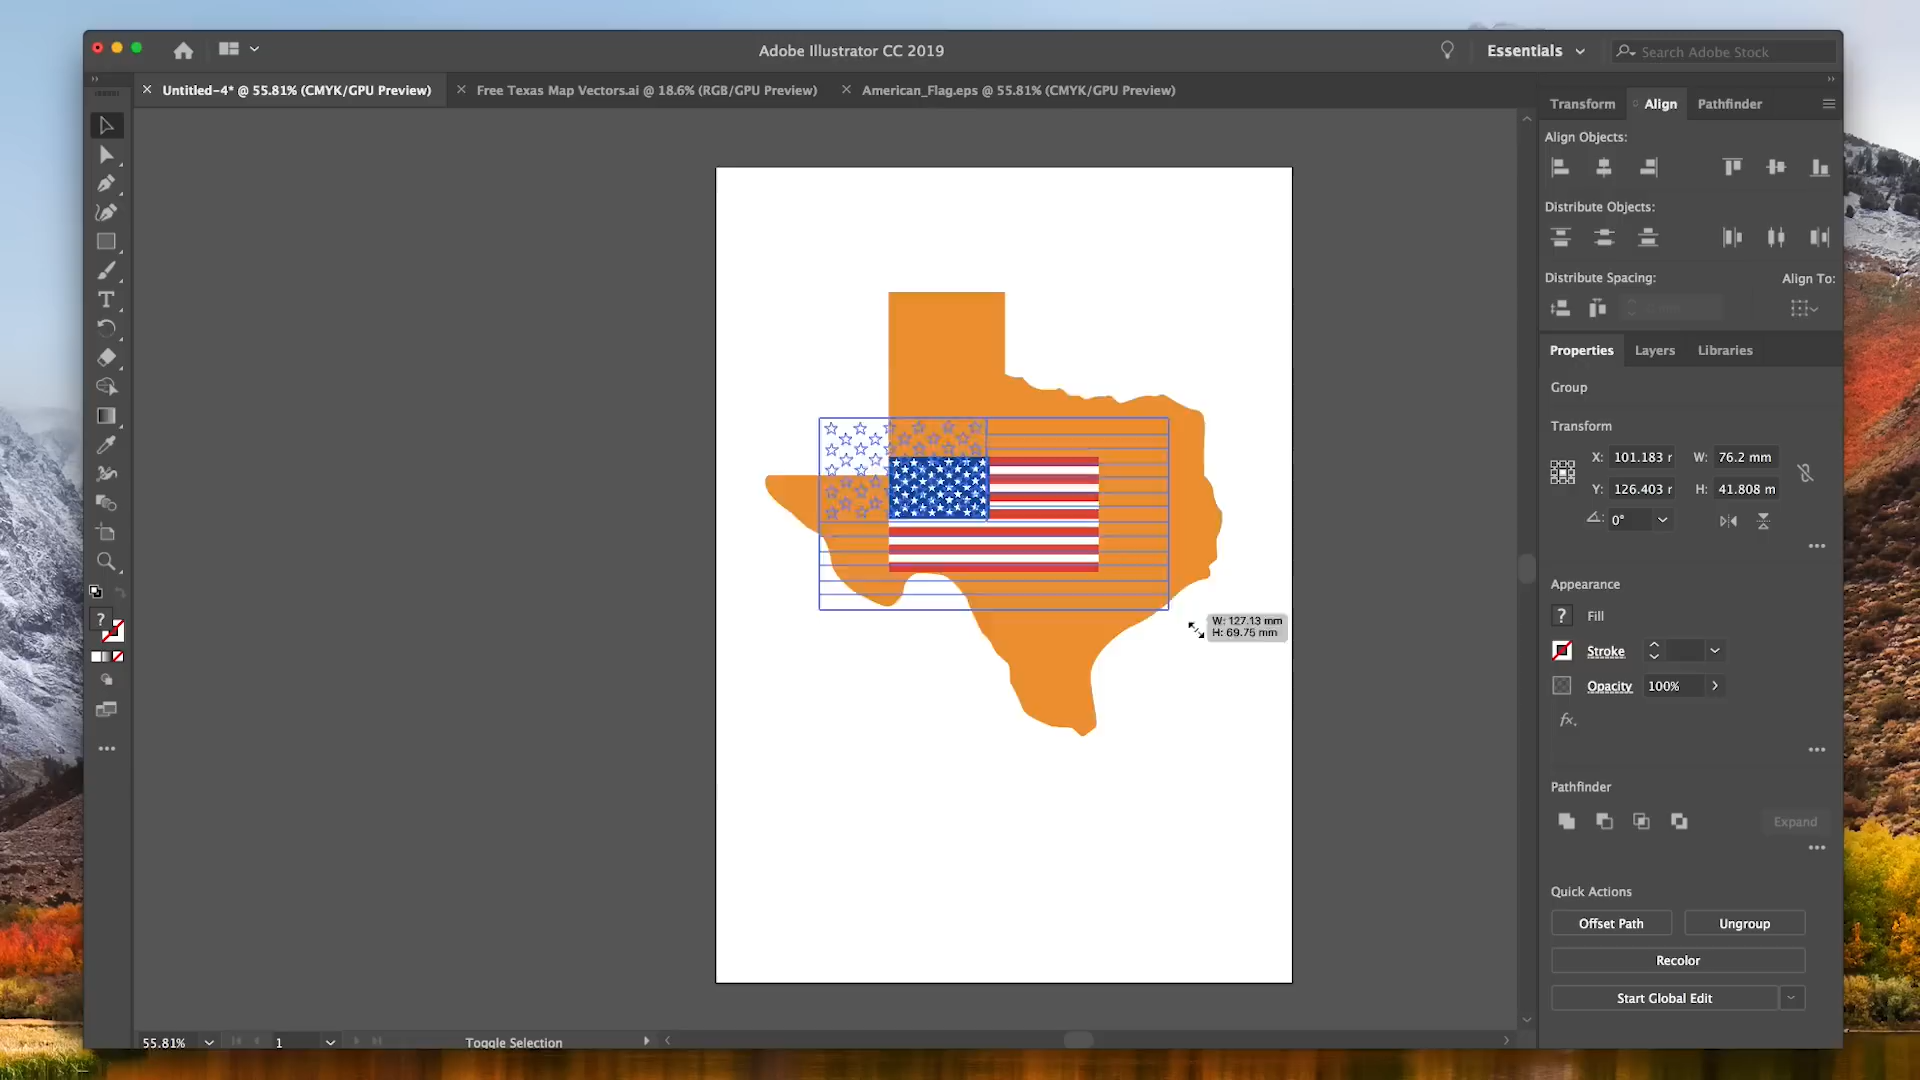 Adobe Illustrator CC 2019
Essentials
Search Adobe Stock
Untitled-4* @ 55.81% (CMYK/GPU Preview)
Free Texas Map Vectors.ai @ 18.6% (RGB/GPU Preview)
American_Flag.eps @ 55.81% (CMYK/GPU Preview)
Transform
Align
Pathfinder
Align Objects:
Distribute Objects:
Distribute Spacing:
Align To:
Properties
Layers
Libraries
Group
Transform
X: 101.183 r
W: 76.2 mm
Y: 126.403 r
H: 41.808 m
0°
Appearance
? Fill
Stroke
Opacity 100%
fx.
Pathfinder
Expand
Quick Actions
Offset Path
Ungroup
Recolor
Start Global Edit
W: 127.13 mm
H: 69.75 mm
T
?
55.81%
1
Toggle Selection